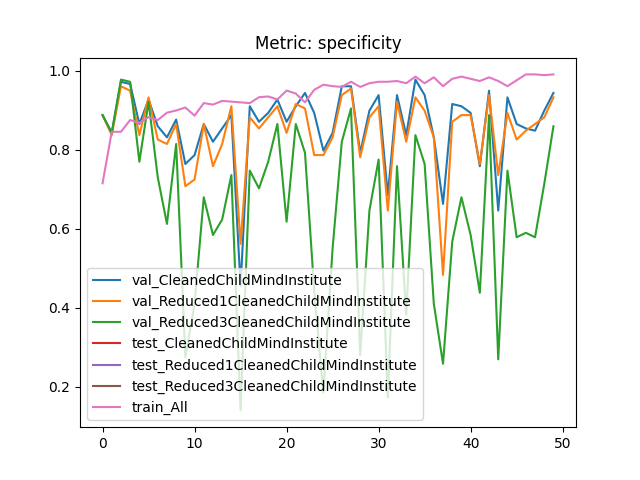 Metric: specificity
1.0
0.8
0.6
0.4
0.2
val_CleanedChildMindInstitute
val_Reduced1CleanedChildMindInstitute
val_Reduced3CleanedChildMindInstitute
test_CleanedChildMindInstitute
test_Reduced1CleanedChildMindInstitute
test_Reduced3CleanedChildMindInstitute
train_All
0 10 20 30 40 50